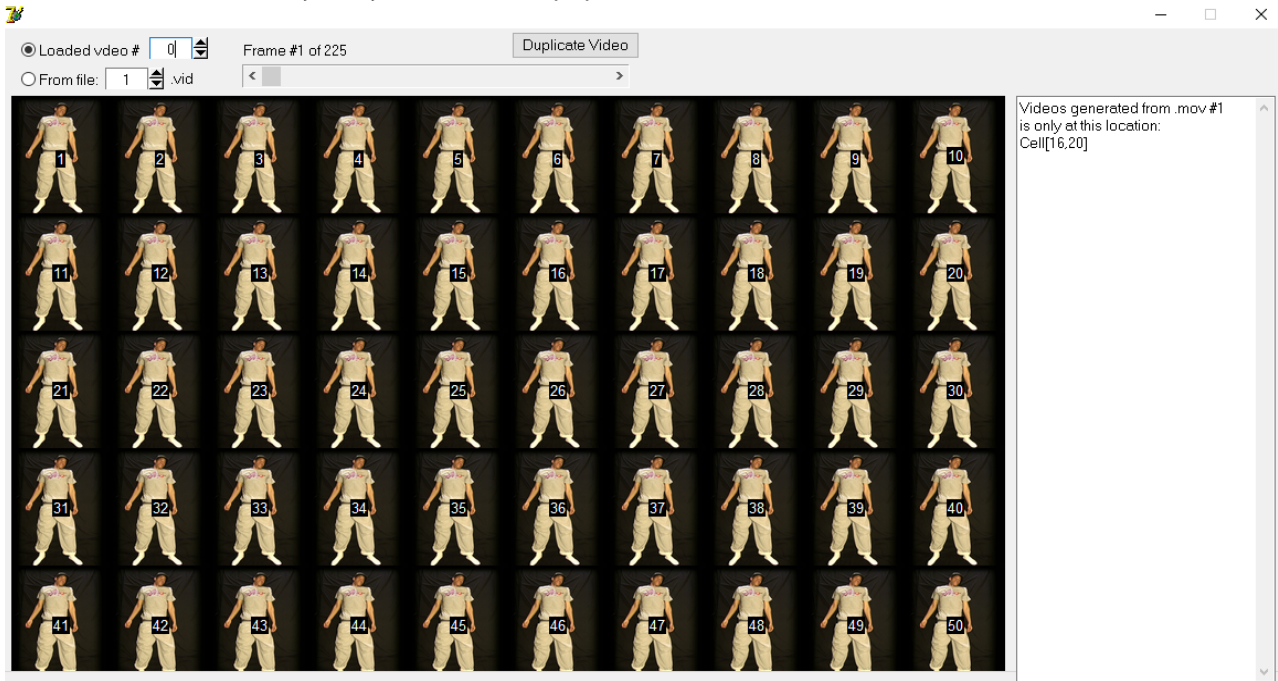 Loaded vdeo # 0
Frame #1 of 225
Duplicate Video
From file: 1 .vid
1 2 3 4 5 6 7 8 9 10
11 12 13 14 15 16 17 18 19 20
21 22 23 24 25 26 27 28 29 30
31 32 33 34 35 36 37 38 39 40
41 42 43 44 45 46 47 48 49 50
Videos generated from .mov #1
is only at this location:
Cell[16,20]